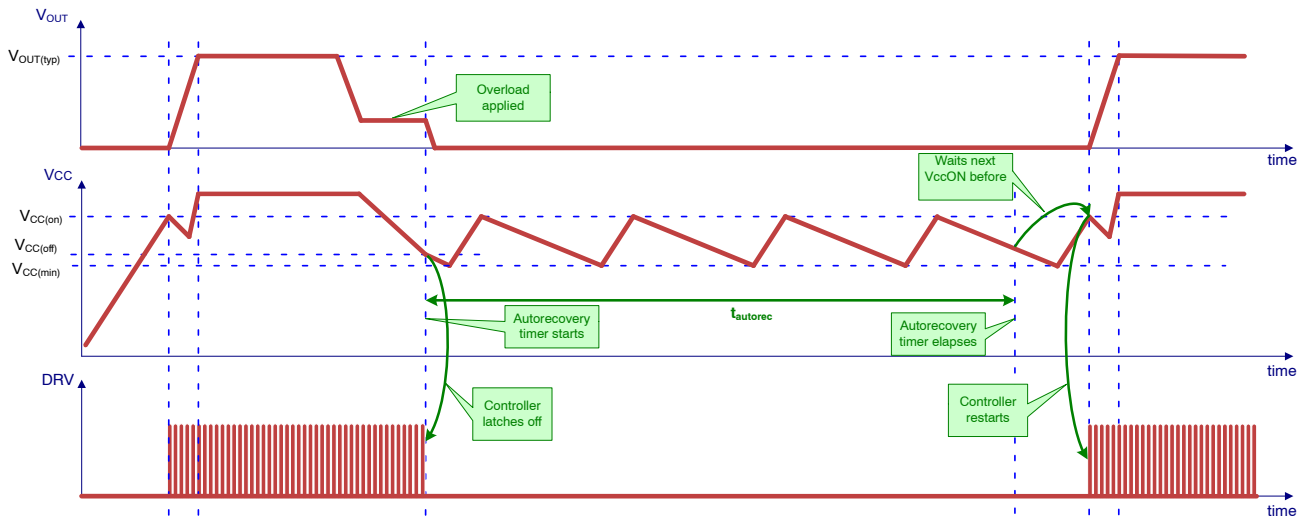 VOUT
VOUT(typ)
Overload
applied
time
VCC
Waits next
VccON before
VCC(on)
VCC(off)
VCC(min)
tautorec
Autorecovery
timer starts
Autorecovery
timer elapses
time
DRV
Controller
latches off
Controller
restarts
time